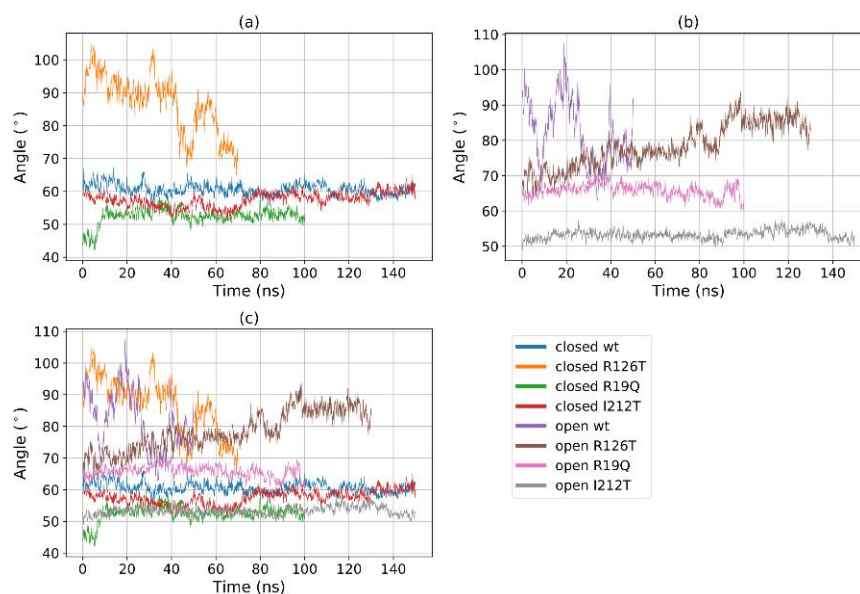 (a)
Angle (°)
100
90
80
70
60
50
40
0 20 40 60 80 100 120 140
Time (ns)
(b)
Angle (°)
110
100
90
80
70
60
50
0 20 40 60 80 100 120 140
Time (ns)
(c)
Angle (°)
110
100
90
80
70
60
50
40
0 20 40 60 80 100 120 140
Time (ns)
closed wt
closed R126T
closed R19Q
closed I212T
open wt
open R126T
open R19Q
open I212T